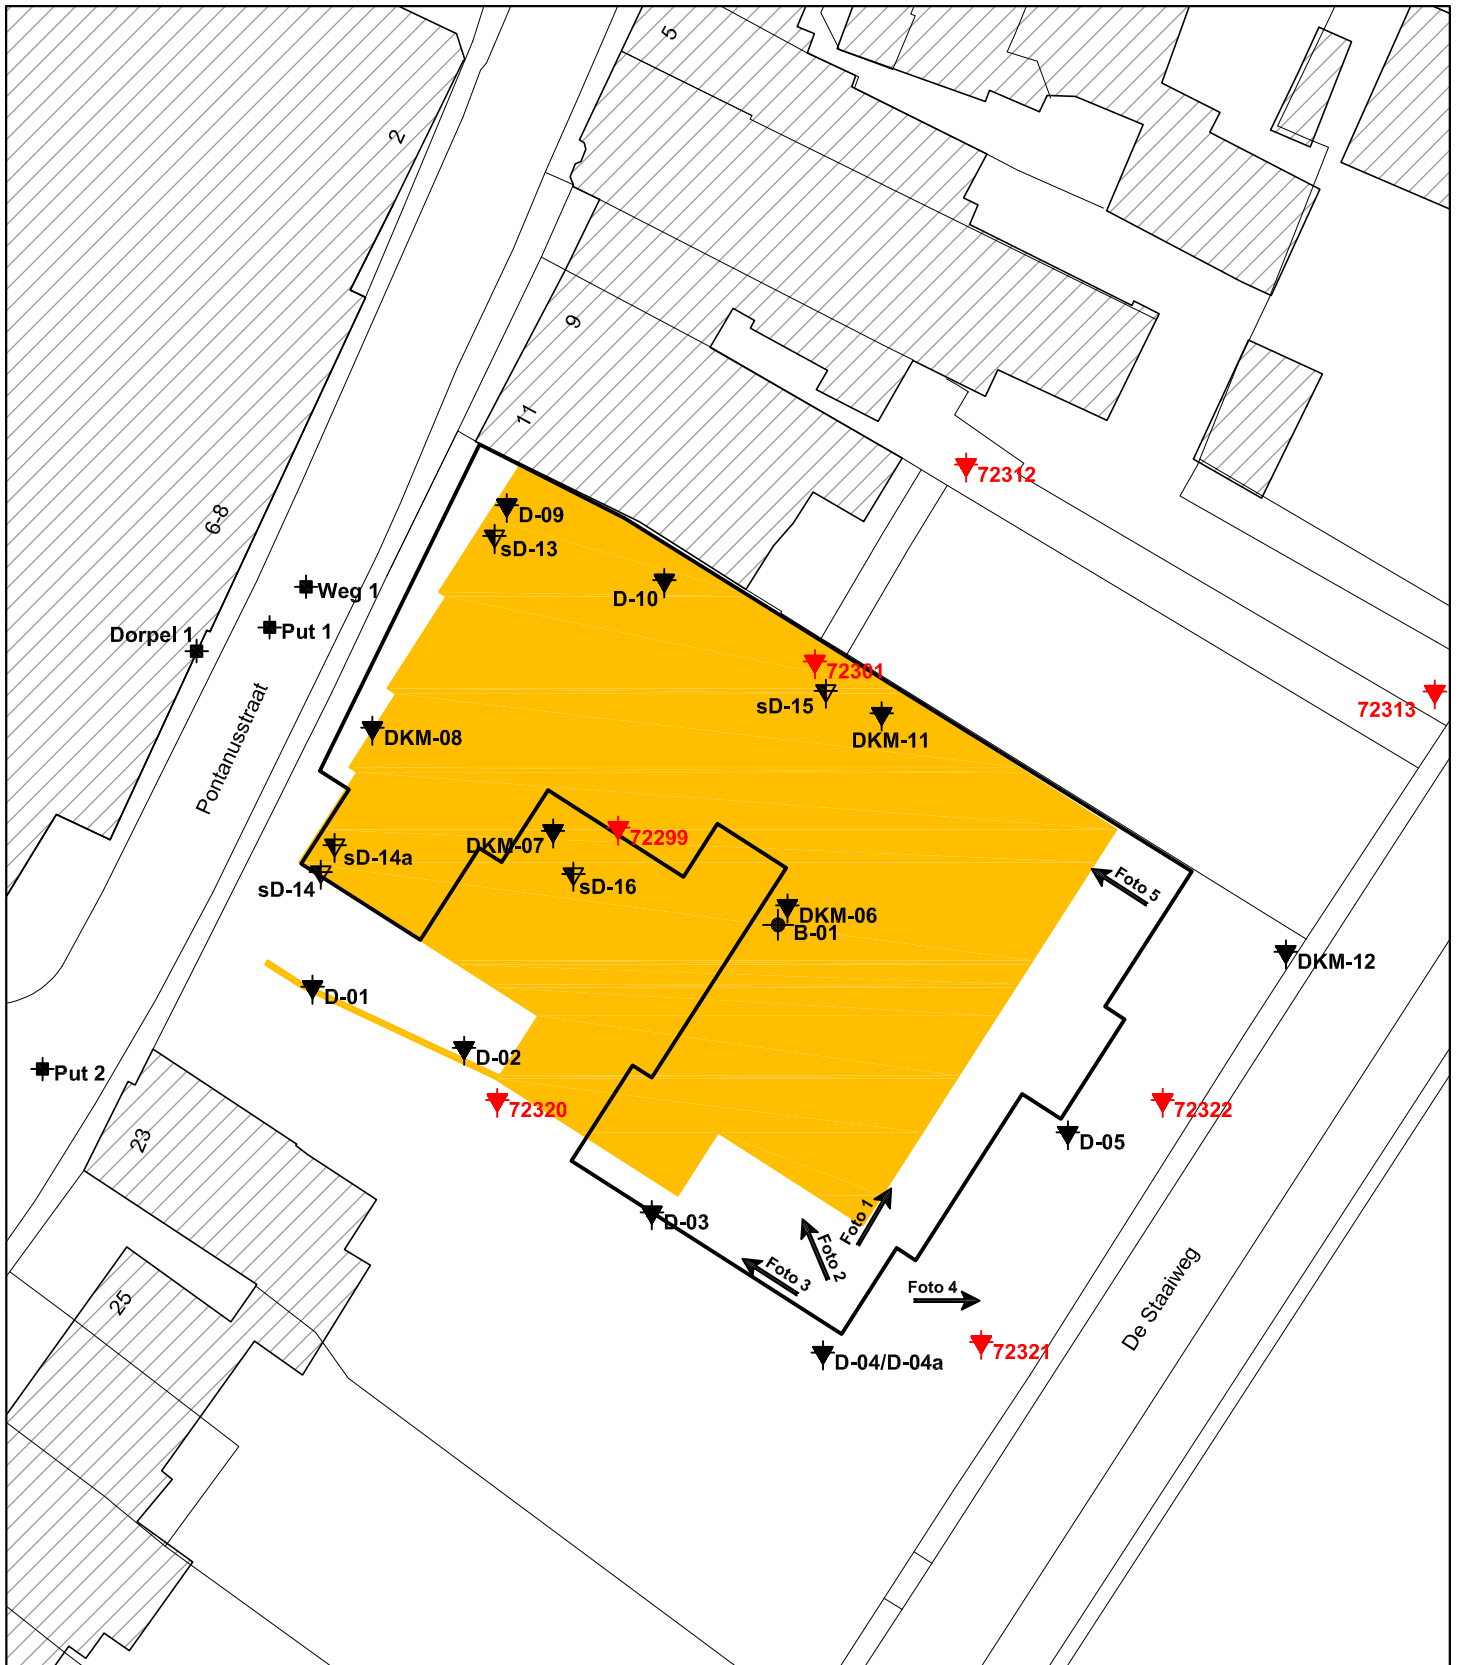 5
2
9
11
72312
D-09
sD-13
6-8
Weg 1
D-10
Put 1
Dorpel 1
72301
sD-15
72313
Pontanusstraat
DKM-08
DKM-11
72299
DKM-07
sD-14a
sD-14
sD-16
Foto 5
DKM-06
B-01
DKM-12
D-01
D-02
Put 2
72320
72322
23
D-05
D-03
Foto 1
Foto 2
Foto 3
Foto 4
25
De Staaiweg
72321
D-04/D-04a